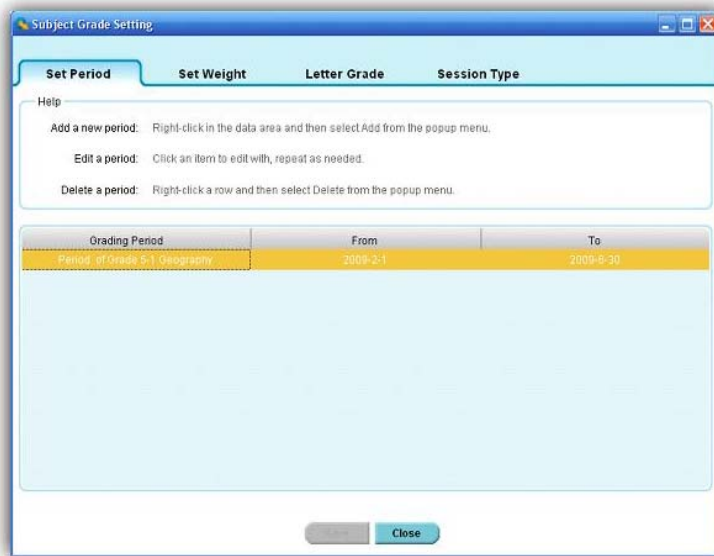 Subject Grade Setting
Set Period Set Weight Letter Grade Session Type
Help
Add a new period: Right-click in the data area and then select Add from the popup menu.
Edit a period: Click an item to edit with, repeat as needed.
Delete a period: Right-click a row and then select Delete from the popup menu.
Grading Period From To
Period of Grade 5-1 Geography 2009-2-1 2009-6-30
Close